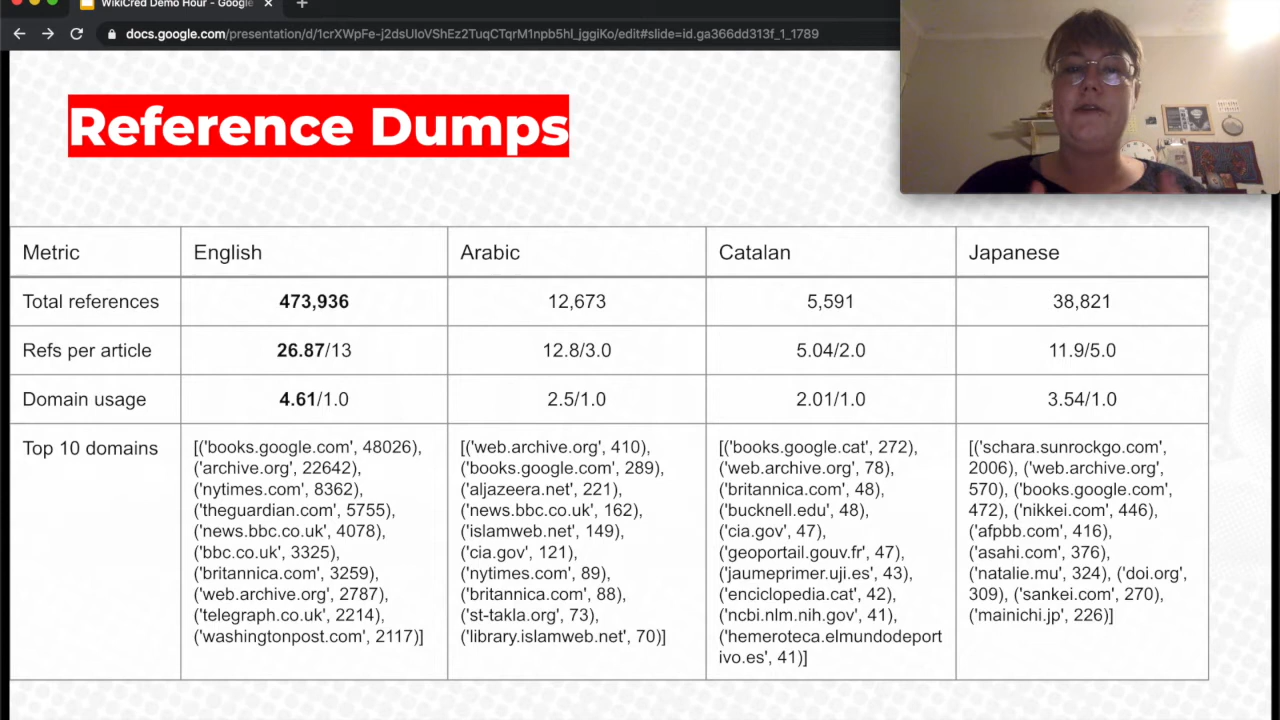 WikiCred Demo Hour - Google
docs.google.com/presentation/d/1crXWpFe-j2dsUIoVShEz2TuqCTqrM1npb5hl_jggiKo/edit#slide=id.ga366dd313f_1_1789
Reference Dumps
Metric English Arabic Catalan Japanese
Total references 473,936 12,673 5,591 38,821
Refs per article 26.87/13 12.8/3.0 5.04/2.0 11.9/5.0
Domain usage 4.61/1.0 2.5/1.0 2.01/1.0 3.54/1.0
Top 10 domains
[('books.google.com', 48026),
('archive.org', 22642),
('nytimes.com', 8362),
('theguardian.com', 5755),
('news.bbc.co.uk', 4078),
('bbc.co.uk', 3325),
('britannica.com', 3259),
('web.archive.org', 2787),
('telegraph.co.uk', 2214),
('washingtonpost.com', 2117)]
[('web.archive.org', 410),
('books.google.com', 289),
('aljazeera.net', 221),
('news.bbc.co.uk', 162),
('islamweb.net', 149),
('cia.gov', 121),
('nytimes.com', 89),
('britannica.com', 88),
('st-takla.org', 73),
('library.islamweb.net', 70)]
[('books.google.cat', 272),
('web.archive.org', 78),
('britannica.com', 48),
('bucknell.edu', 48),
('cia.gov', 47),
('geoportail.gouv.fr', 47),
('jaumeprimer.uji.es', 43),
('enciclopedia.cat', 42),
('ncbi.nlm.nih.gov', 41),
('hemeroteca.elmundodeport
ivo.es', 41)]
[('schara.sunrockgo.com',
2006), ('web.archive.org',
570), ('books.google.com',
472), ('nikkei.com', 446),
('afpbb.com', 416),
('asahi.com', 376),
('natalie.mu', 324), ('doi.org',
309), ('sankei.com', 270),
('mainichi.jp', 226)]